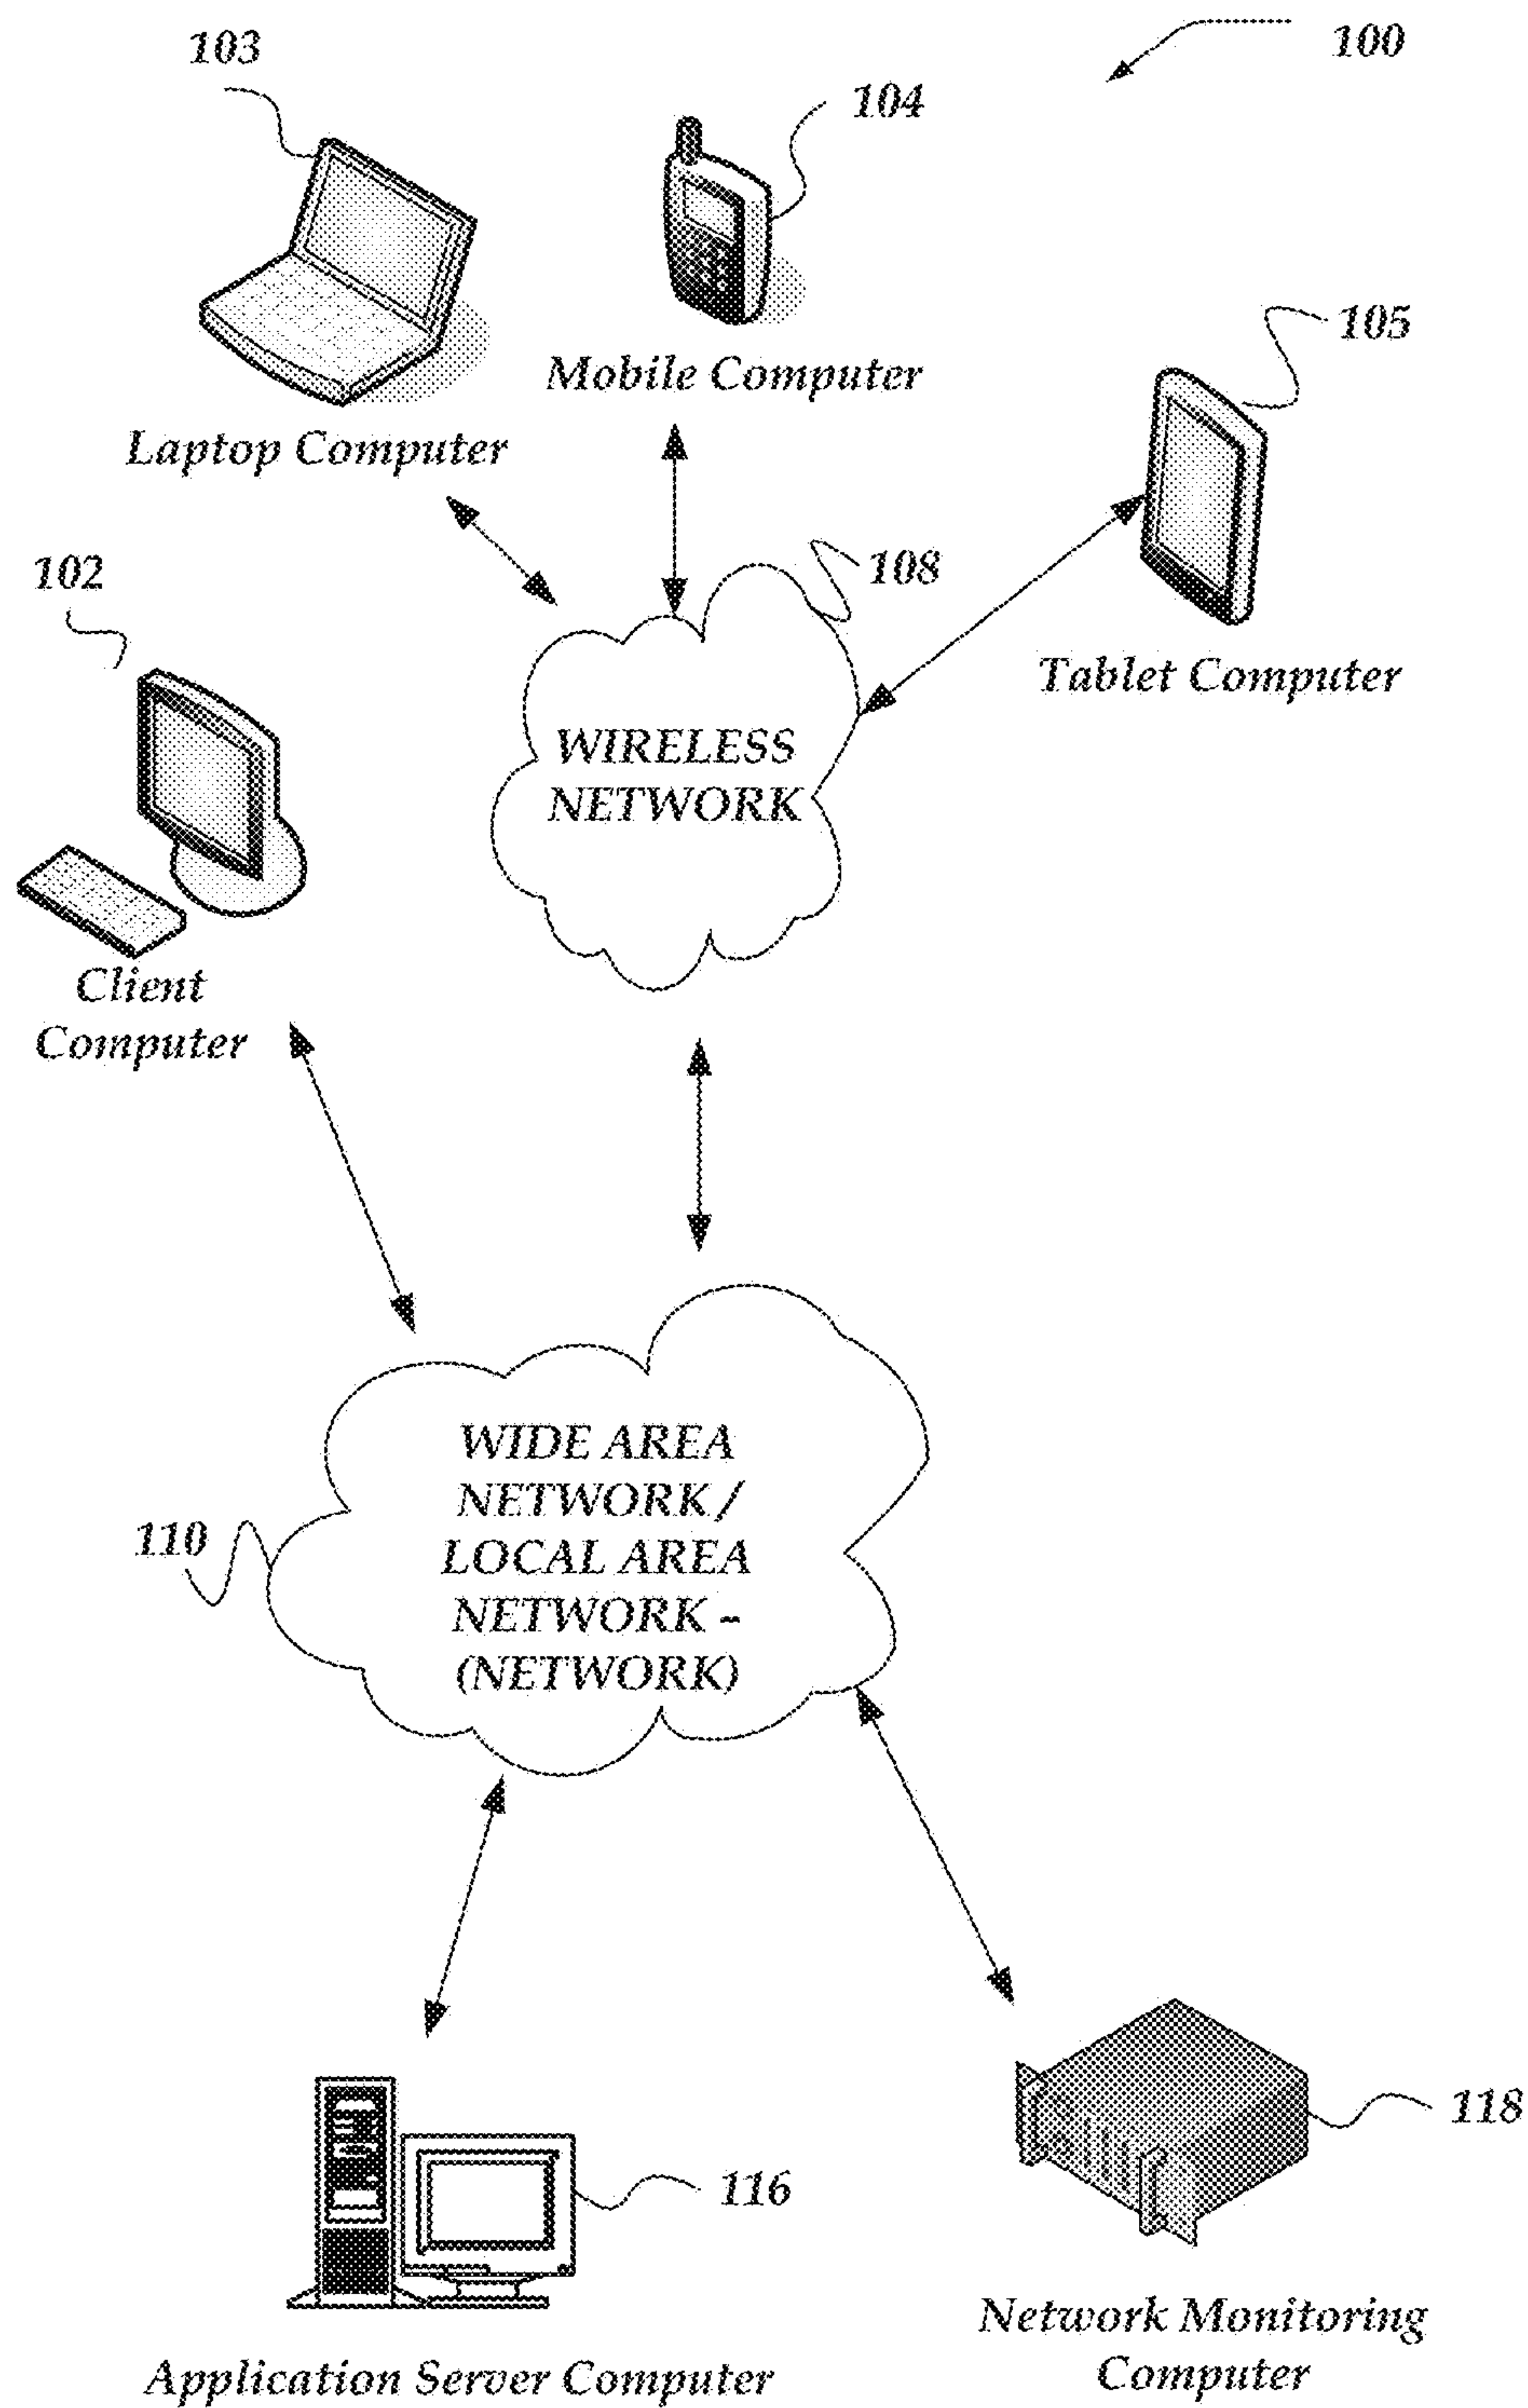 103
100
104
Mobile Computer
105
Laptop Computer
102
108
Tablet Computer
WIRELESS
NETWORK
Client
Computer
WIDE AREA
NETWORK /
LOCAL AREA
NETWORK -
(NETWORK)
110
116
118
Network Monitoring
Computer
Application Server Computer